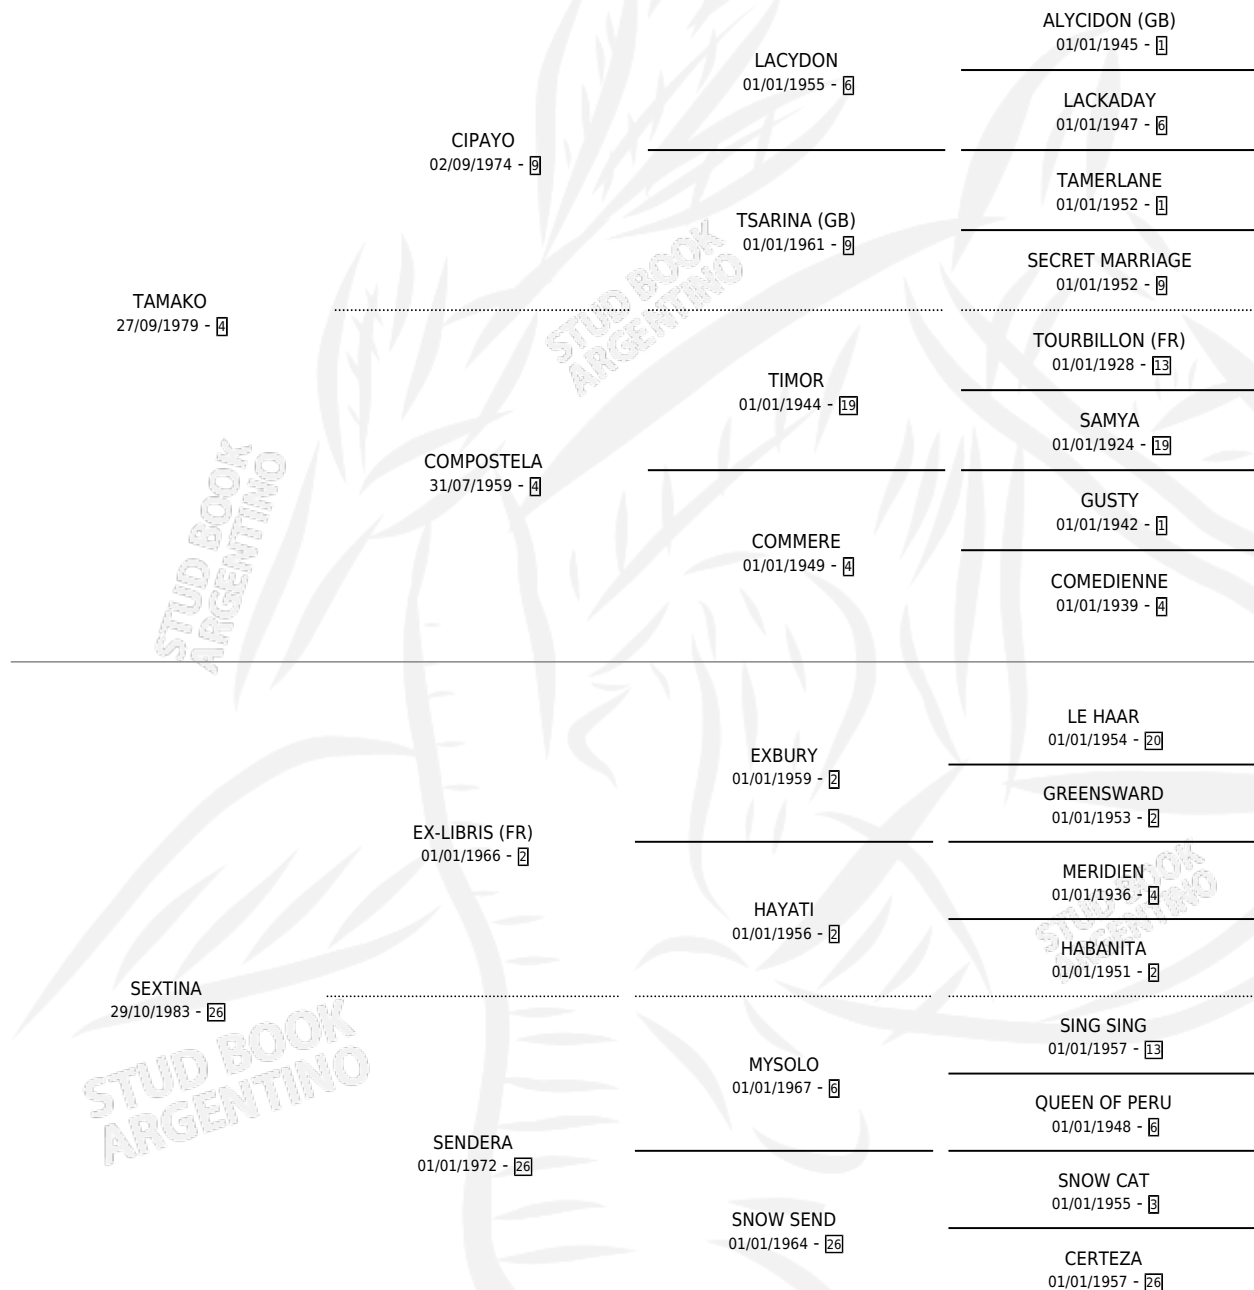 ALYCIDON (GB)
01/01/1945 - 1
LACYDON
01/01/1955 - 6
LACKADAY
01/01/1947 - 6
CIPAYO
02/09/1974 - 9
TAMERLANE
01/01/1952 - 1
TSARINA (GB)
01/01/1961 - 9
SECRET MARRIAGE
01/01/1952 - 9
TAMAKO
27/09/1979 - 4
STUD BOOK
ARGENTINO
TOURBILLON (FR)
01/01/1928 - 13
TIMOR
01/01/1944 - 19
SAMYA
01/01/1924 - 19
COMPOSTELA
31/07/1959 - 4
GUSTY
01/01/1942 - 1
COMMERE
01/01/1949 - 4
COMEDIENNE
01/01/1939 - 4
STUD BOOK
ARGENTINO
LE HAAR
01/01/1954 - 20
EXBURY
01/01/1959 - 2
GREENSWARD
01/01/1953 - 2
EX-LIBRIS (FR)
01/01/1966 - 2
MERIDIEN
01/01/1936 - 4
HAYATI
01/01/1956 - 2
HABANITA
01/01/1951 - 2
STUD BOOK
ARGENTINO
SEXTINA
29/10/1983 - 26
SING SING
01/01/1957 - 13
MYSOLO
01/01/1967 - 6
QUEEN OF PERU
01/01/1948 - 6
STUD BOOK
ARGENTINO
SENDERA
01/01/1972 - 26
SNOW CAT
01/01/1955 - 3
SNOW SEND
01/01/1964 - 26
CERTEZA
01/01/1957 - 26